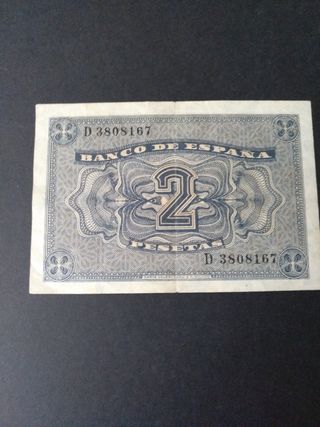 D 3808167
BANCO DE ESPAÑA
2
PESETAS
D 3808167